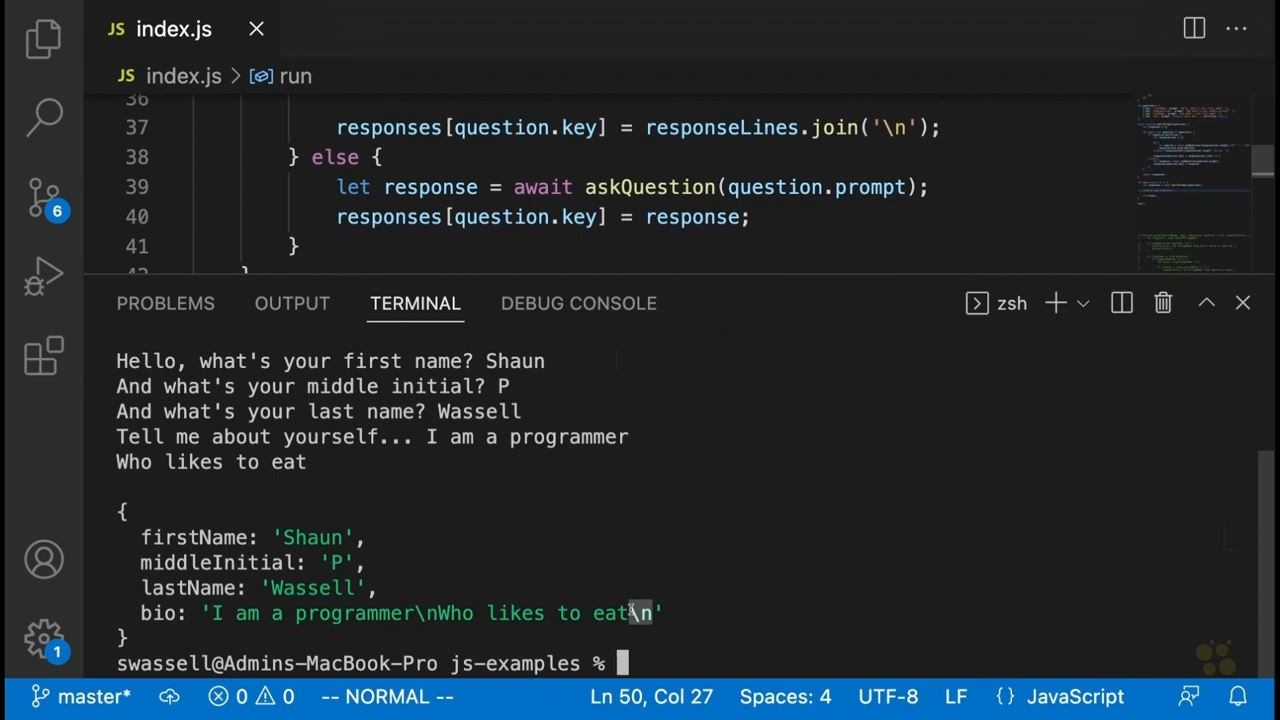 JS index.js
JS index.js > run
36
37 responses[question.key] = responseLines.join('\n');
38 } else {
39 let response = await askQuestion(question.prompt);
40 responses[question.key] = response;
41 }
PROBLEMS OUTPUT TERMINAL DEBUG CONSOLE zsh
Hello, what's your first name? Shaun
And what's your middle initial? P
And what's your last name? Wassell
Tell me about yourself... I am a programmer
Who likes to eat
{
firstName: 'Shaun',
middleInitial: 'P',
lastName: 'Wassell',
bio: 'I am a programmer\nWho likes to eat\n'
}
swassell@Admins-MacBook-Pro js-examples %
6
1
master* 0 0 -- NORMAL -- Ln 50, Col 27 Spaces: 4 UTF-8 LF {} JavaScript